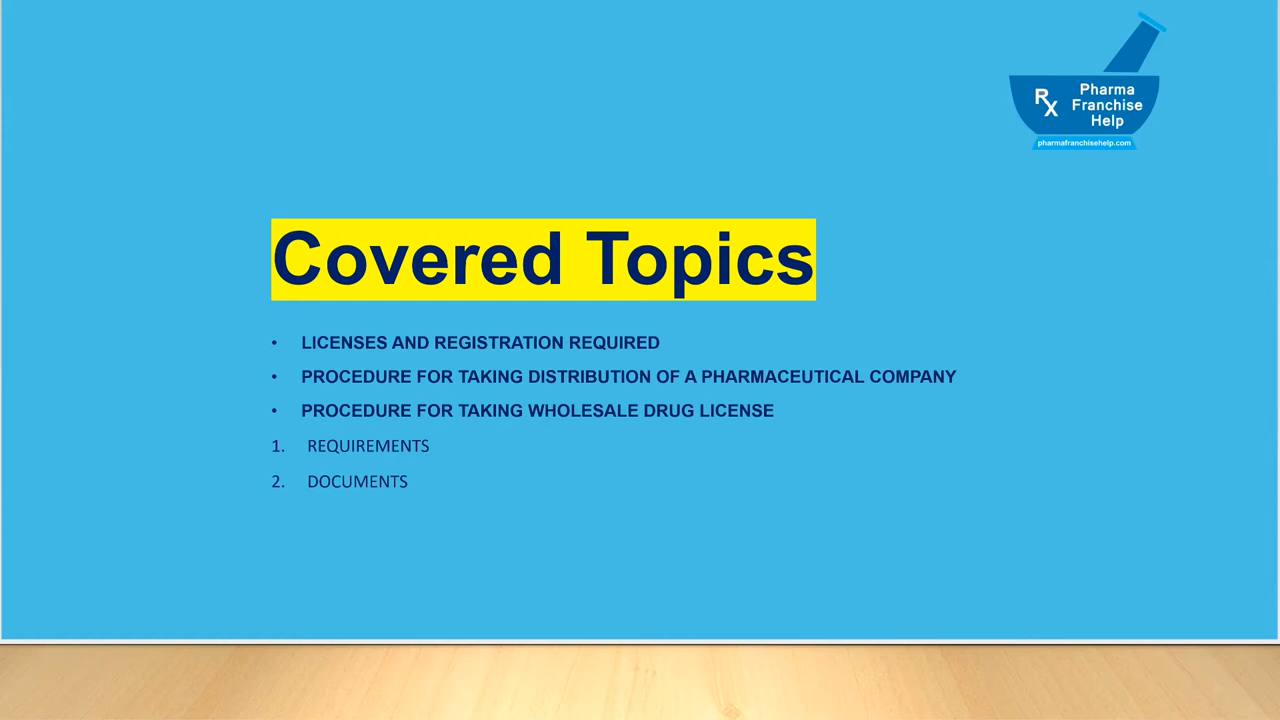 Rx
Pharma
Franchise
Help
pharmafranchisehelp.com
Covered Topics
• LICENSES AND REGISTRATION REQUIRED
• PROCEDURE FOR TAKING DISTRIBUTION OF A PHARMACEUTICAL COMPANY
• PROCEDURE FOR TAKING WHOLESALE DRUG LICENSE
1. REQUIREMENTS
2. DOCUMENTS